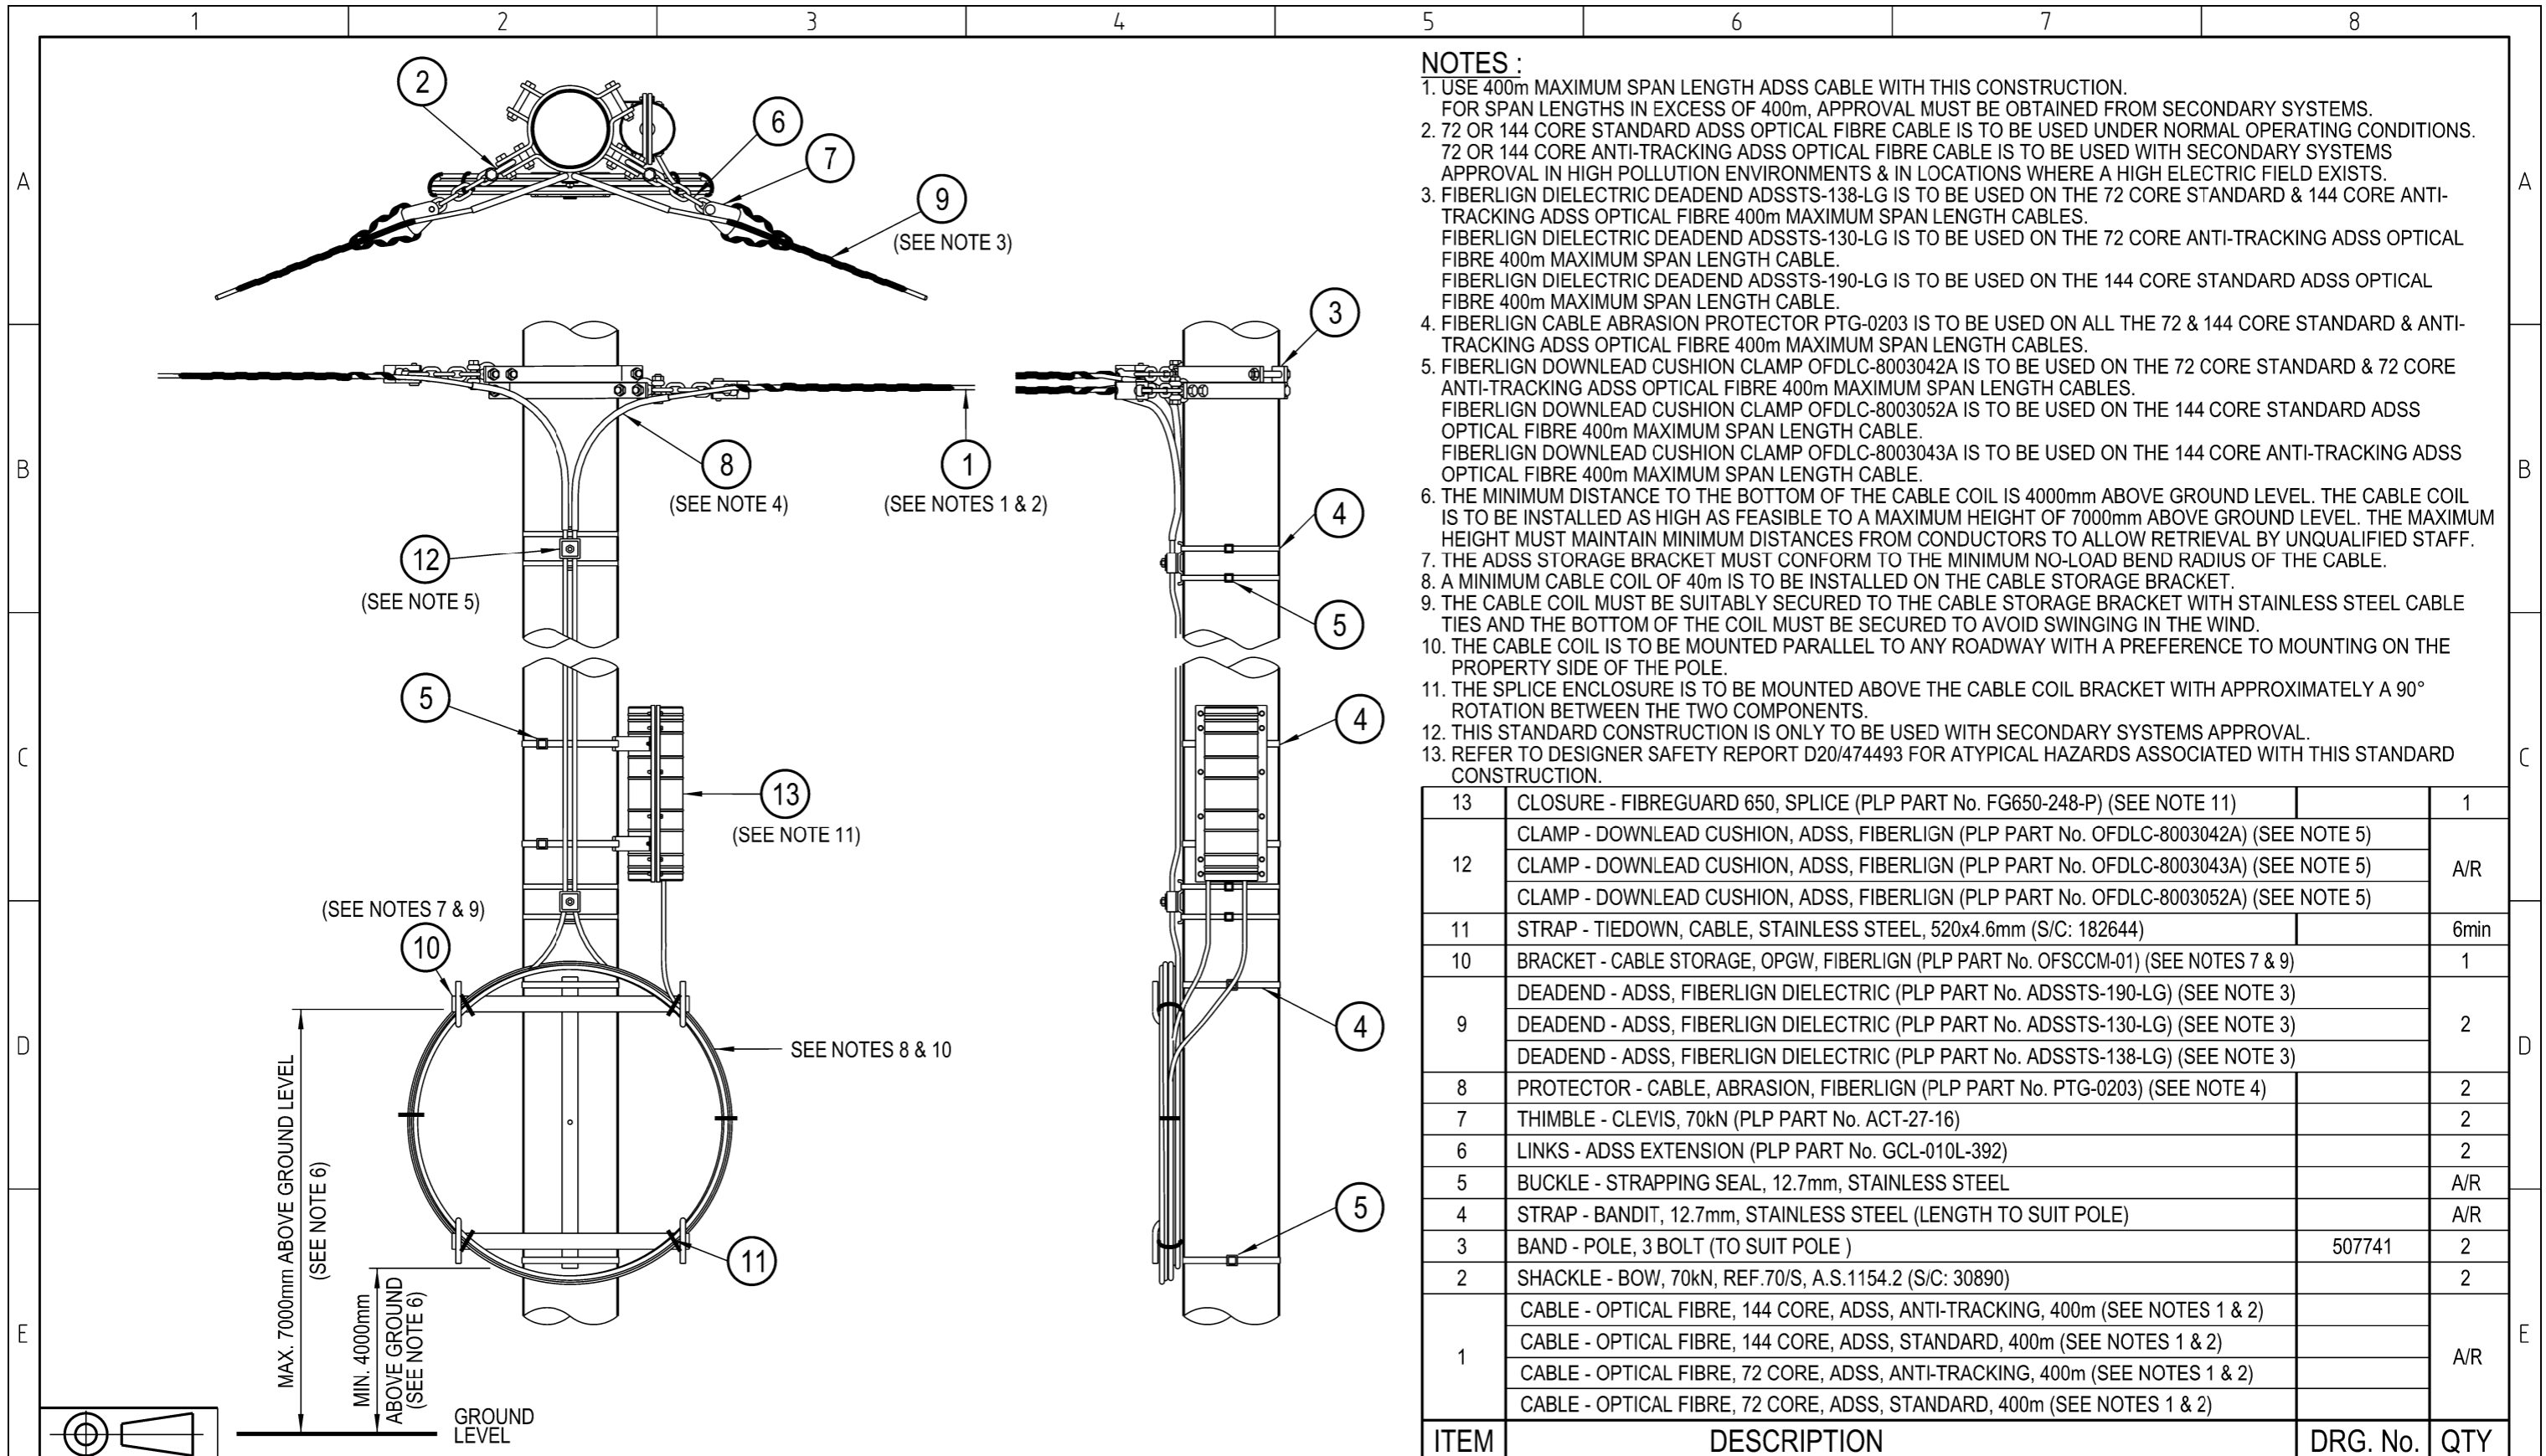 1 2 3 4 5 6 7 8
A
B
C
D
E
A
B
C
D
E
2
6
7
9
(SEE NOTE 3)
3
8
(SEE NOTE 4)
1
(SEE NOTES 1 & 2)
4
12
(SEE NOTE 5)
5
5
4
13
(SEE NOTE 11)
(SEE NOTES 7 & 9)
10
4
SEE NOTES 8 & 10
5
11
MAX. 7000mm ABOVE GROUND LEVEL
(SEE NOTE 6)
MIN. 4000mm
ABOVE GROUND
(SEE NOTE 6)
GROUND
LEVEL
NOTES :
1. USE 400m MAXIMUM SPAN LENGTH ADSS CABLE WITH THIS CONSTRUCTION.
FOR SPAN LENGTHS IN EXCESS OF 400m, APPROVAL MUST BE OBTAINED FROM SECONDARY SYSTEMS.
2. 72 OR 144 CORE STANDARD ADSS OPTICAL FIBRE CABLE IS TO BE USED UNDER NORMAL OPERATING CONDITIONS.
72 OR 144 CORE ANTI-TRACKING ADSS OPTICAL FIBRE CABLE IS TO BE USED WITH SECONDARY SYSTEMS
APPROVAL IN HIGH POLLUTION ENVIRONMENTS & IN LOCATIONS WHERE A HIGH ELECTRIC FIELD EXISTS.
3. FIBERLIGN DIELECTRIC DEADEND ADSSTS-138-LG IS TO BE USED ON THE 72 CORE STANDARD & 144 CORE ANTI-
TRACKING ADSS OPTICAL FIBRE 400m MAXIMUM SPAN LENGTH CABLES.
FIBERLIGN DIELECTRIC DEADEND ADSSTS-130-LG IS TO BE USED ON THE 72 CORE ANTI-TRACKING ADSS OPTICAL
FIBRE 400m MAXIMUM SPAN LENGTH CABLE.
FIBERLIGN DIELECTRIC DEADEND ADSSTS-190-LG IS TO BE USED ON THE 144 CORE STANDARD ADSS OPTICAL
FIBRE 400m MAXIMUM SPAN LENGTH CABLE.
4. FIBERLIGN CABLE ABRASION PROTECTOR PTG-0203 IS TO BE USED ON ALL THE 72 & 144 CORE STANDARD & ANTI-
TRACKING ADSS OPTICAL FIBRE 400m MAXIMUM SPAN LENGTH CABLES.
5. FIBERLIGN DOWNLEAD CUSHION CLAMP OFDLC-8003042A IS TO BE USED ON THE 72 CORE STANDARD & 72 CORE
ANTI-TRACKING ADSS OPTICAL FIBRE 400m MAXIMUM SPAN LENGTH CABLES.
FIBERLIGN DOWNLEAD CUSHION CLAMP OFDLC-8003052A IS TO BE USED ON THE 144 CORE STANDARD ADSS
OPTICAL FIBRE 400m MAXIMUM SPAN LENGTH CABLE.
FIBERLIGN DOWNLEAD CUSHION CLAMP OFDLC-8003043A IS TO BE USED ON THE 144 CORE ANTI-TRACKING ADSS
OPTICAL FIBRE 400m MAXIMUM SPAN LENGTH CABLE.
6. THE MINIMUM DISTANCE TO THE BOTTOM OF THE CABLE COIL IS 4000mm ABOVE GROUND LEVEL. THE CABLE COIL
IS TO BE INSTALLED AS HIGH AS FEASIBLE TO A MAXIMUM HEIGHT OF 7000mm ABOVE GROUND LEVEL. THE MAXIMUM
HEIGHT MUST MAINTAIN MINIMUM DISTANCES FROM CONDUCTORS TO ALLOW RETRIEVAL BY UNQUALIFIED STAFF.
7. THE ADSS STORAGE BRACKET MUST CONFORM TO THE MINIMUM NO-LOAD BEND RADIUS OF THE CABLE.
8. A MINIMUM CABLE COIL OF 40m IS TO BE INSTALLED ON THE CABLE STORAGE BRACKET.
9. THE CABLE COIL MUST BE SUITABLY SECURED TO THE CABLE STORAGE BRACKET WITH STAINLESS STEEL CABLE
TIES AND THE BOTTOM OF THE COIL MUST BE SECURED TO AVOID SWINGING IN THE WIND.
10. THE CABLE COIL IS TO BE MOUNTED PARALLEL TO ANY ROADWAY WITH A PREFERENCE TO MOUNTING ON THE
PROPERTY SIDE OF THE POLE.
11. THE SPLICE ENCLOSURE IS TO BE MOUNTED ABOVE THE CABLE COIL BRACKET WITH APPROXIMATELY A 90°
ROTATION BETWEEN THE TWO COMPONENTS.
12. THIS STANDARD CONSTRUCTION IS ONLY TO BE USED WITH SECONDARY SYSTEMS APPROVAL.
13. REFER TO DESIGNER SAFETY REPORT D20/474493 FOR ATYPICAL HAZARDS ASSOCIATED WITH THIS STANDARD
CONSTRUCTION.
13 CLOSURE - FIBREGUARD 650, SPLICE (PLP PART No. FG650-248-P) (SEE NOTE 11) 1
CLAMP - DOWNLEAD CUSHION, ADSS, FIBERLIGN (PLP PART No. OFDLC-8003042A) (SEE NOTE 5)
12 CLAMP - DOWNLEAD CUSHION, ADSS, FIBERLIGN (PLP PART No. OFDLC-8003043A) (SEE NOTE 5) A/R
CLAMP - DOWNLEAD CUSHION, ADSS, FIBERLIGN (PLP PART No. OFDLC-8003052A) (SEE NOTE 5)
11 STRAP - TIEDOWN, CABLE, STAINLESS STEEL, 520x4.6mm (S/C: 182644) 6min
10 BRACKET - CABLE STORAGE, OPGW, FIBERLIGN (PLP PART No. OFSCCM-01) (SEE NOTES 7 & 9) 1
DEADEND - ADSS, FIBERLIGN DIELECTRIC (PLP PART No. ADSSTS-190-LG) (SEE NOTE 3)
9 DEADEND - ADSS, FIBERLIGN DIELECTRIC (PLP PART No. ADSSTS-130-LG) (SEE NOTE 3) 2
DEADEND - ADSS, FIBERLIGN DIELECTRIC (PLP PART No. ADSSTS-138-LG) (SEE NOTE 3)
8 PROTECTOR - CABLE, ABRASION, FIBERLIGN (PLP PART No. PTG-0203) (SEE NOTE 4) 2
7 THIMBLE - CLEVIS, 70kN (PLP PART No. ACT-27-16) 2
6 LINKS - ADSS EXTENSION (PLP PART No. GCL-010L-392) 2
5 BUCKLE - STRAPPING SEAL, 12.7mm, STAINLESS STEEL A/R
4 STRAP - BANDIT, 12.7mm, STAINLESS STEEL (LENGTH TO SUIT POLE) A/R
3 BAND - POLE, 3 BOLT (TO SUIT POLE ) 507741 2
2 SHACKLE - BOW, 70kN, REF.70/S, A.S.1154.2 (S/C: 30890) 2
CABLE - OPTICAL FIBRE, 144 CORE, ADSS, ANTI-TRACKING, 400m (SEE NOTES 1 & 2)
CABLE - OPTICAL FIBRE, 144 CORE, ADSS, STANDARD, 400m (SEE NOTES 1 & 2)
1 A/R
CABLE - OPTICAL FIBRE, 72 CORE, ADSS, ANTI-TRACKING, 400m (SEE NOTES 1 & 2)
CABLE - OPTICAL FIBRE, 72 CORE, ADSS, STANDARD, 400m (SEE NOTES 1 & 2)
ITEM DESCRIPTION DRG. No. QTY